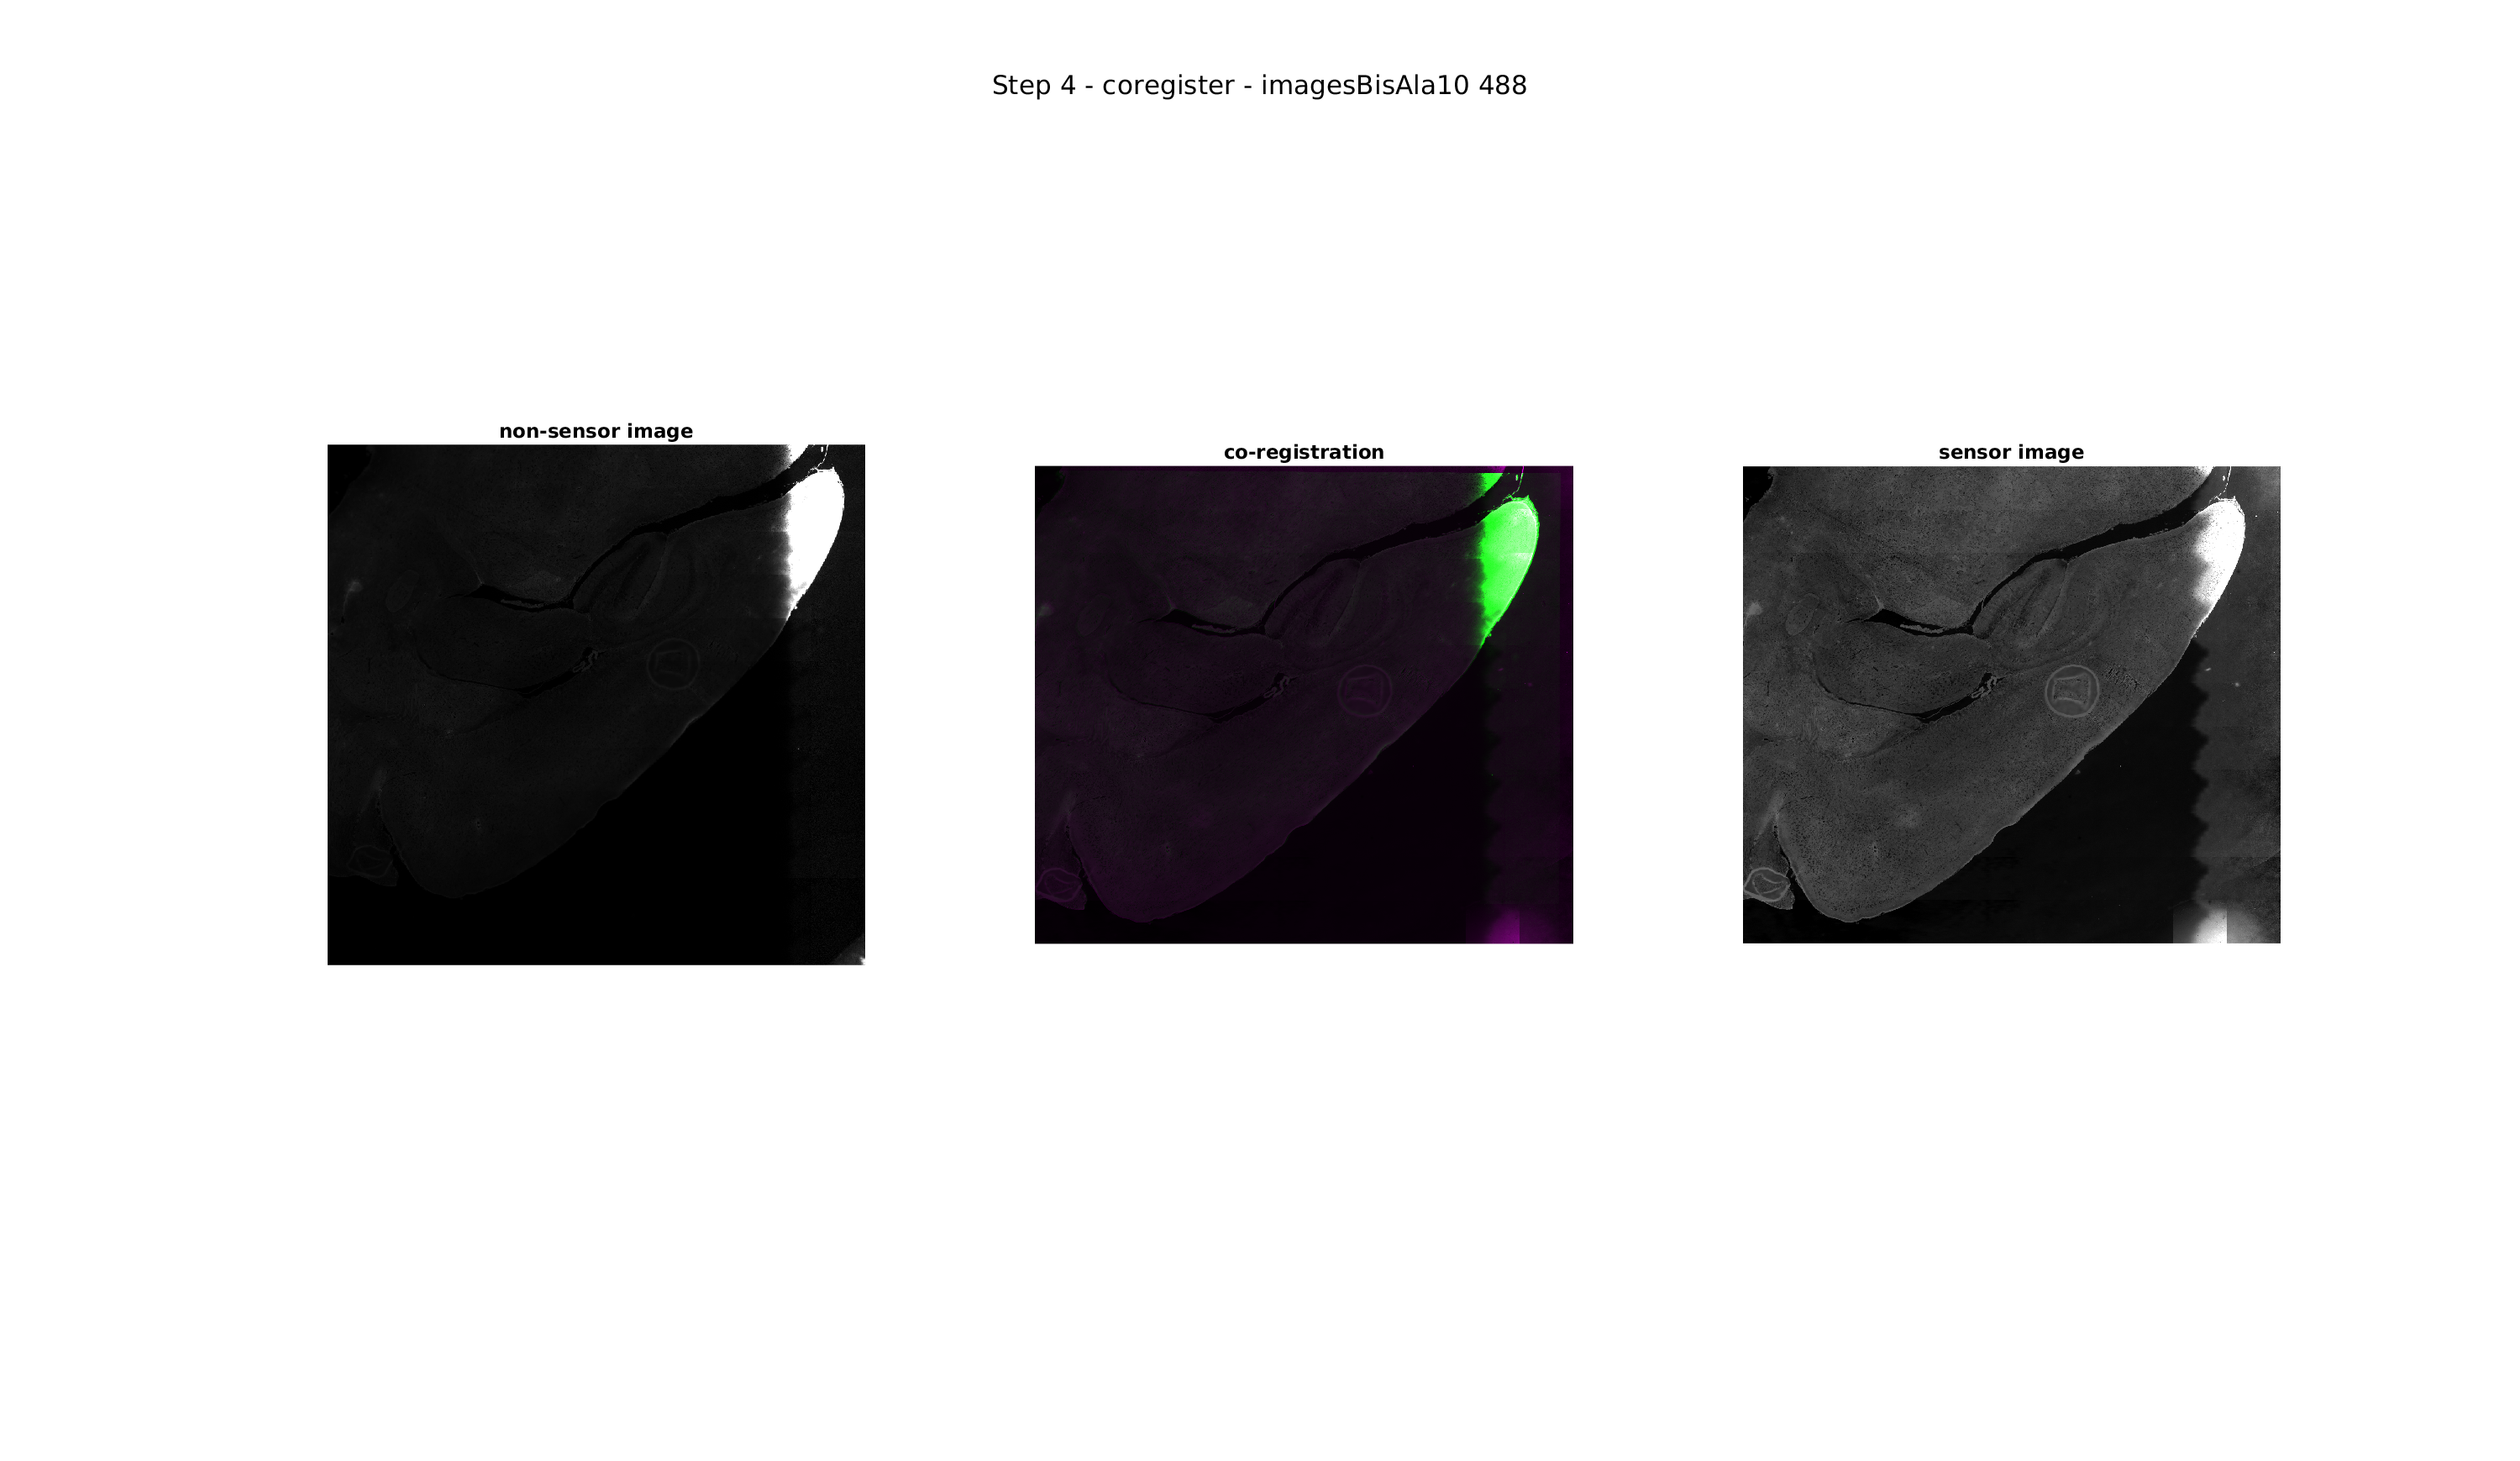 Step 4 - coregister - imagesBisAla10 488
non-sensor image
co-registration
sensor image